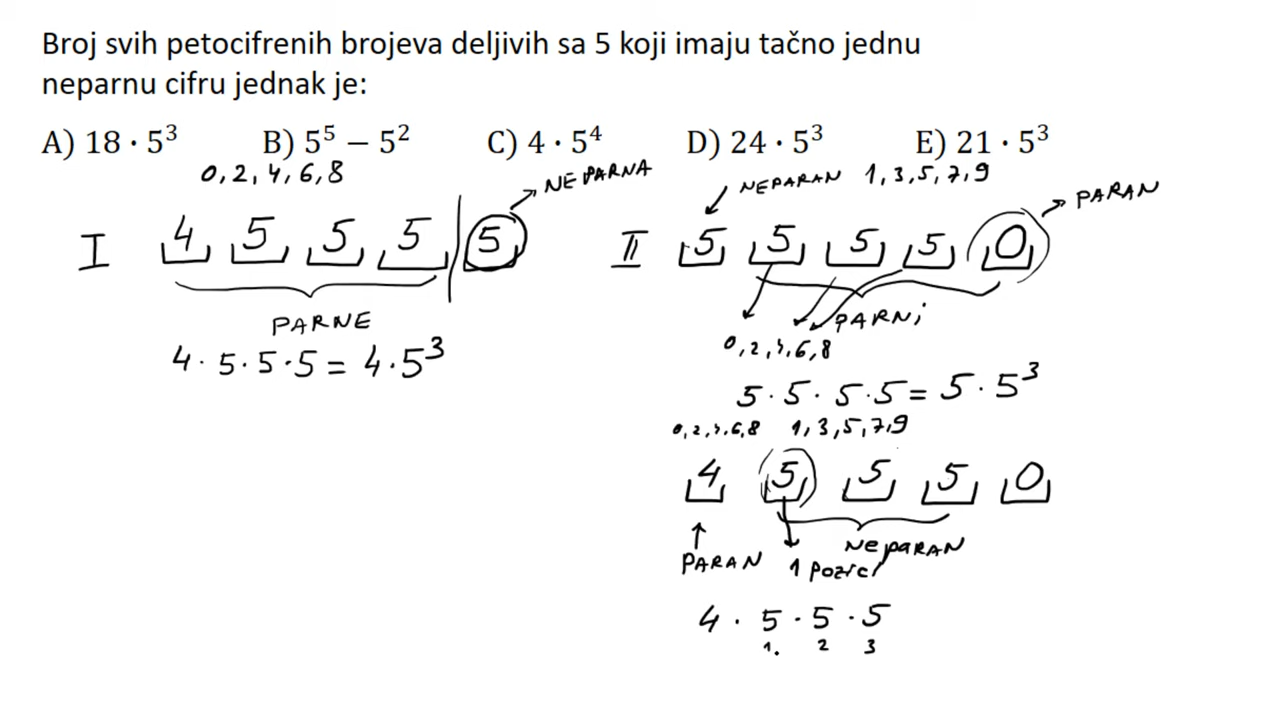 Broj svih petocifrenih brojeva deljivih sa 5 koji imaju tačno jednu
neparnu cifru jednak je:
A) 18 · 5³ B) 5⁵ − 5² C) 4 · 5⁴ D) 24 · 5³ E) 21 · 5³
0, 2, 4, 6, 8
NEPARNA
NEPARAN 1, 3, 5, 7, 9
PARAN
I 4 5 5 5 | 5
II 5 5 5 5 0
PARNE
PARNi
4 · 5 · 5 · 5 = 4 · 5³
0, 2, 4, 6, 8
5 · 5 · 5 · 5 = 5 · 5³
0, 2, 4, 6, 8 1, 3, 5, 7, 9
4 5 5 5 0
PARAN
NePARAN
1 POZICI
4 · 5 · 5 · 5
1. 2 3